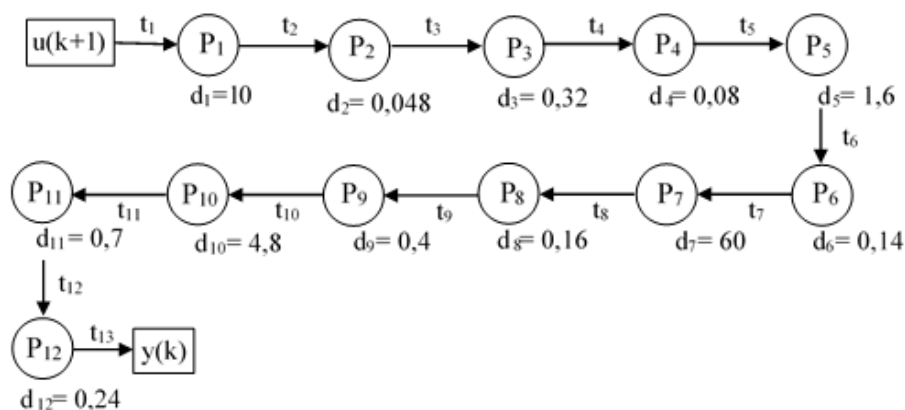 t₁ t₂ t₃ t₄ t₅
u(k+1) P₁ P₂ P₃ P₄ P₅
d₁=10 d₂= 0,048 d₃= 0,32 d₄= 0,08 d₅= 1,6
t₆
P₁₁ P₁₀ P₉ P₈ P₇ P₆
t₁₁ t₁₀ t₉ t₈ t₇
d₁₁= 0,7 d₁₀= 4,8 d₉= 0,4 d₈= 0,16 d₇= 60 d₆= 0,14
t₁₂
t₁₃
P₁₂ y(k)
d₁₂= 0,24